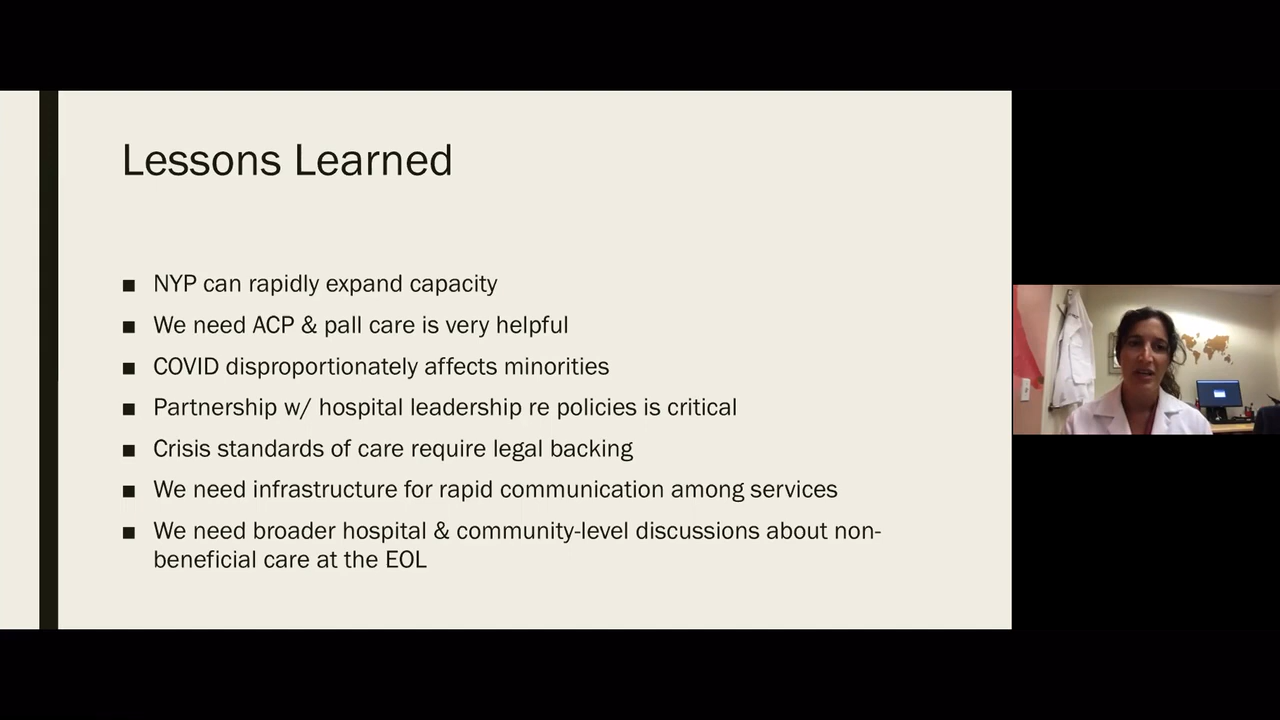 Lessons Learned
■ NYP can rapidly expand capacity
■ We need ACP & pall care is very helpful
■ COVID disproportionately affects minorities
■ Partnership w/ hospital leadership re policies is critical
■ Crisis standards of care require legal backing
■ We need infrastructure for rapid communication among services
■ We need broader hospital & community-level discussions about non-
beneficial care at the EOL